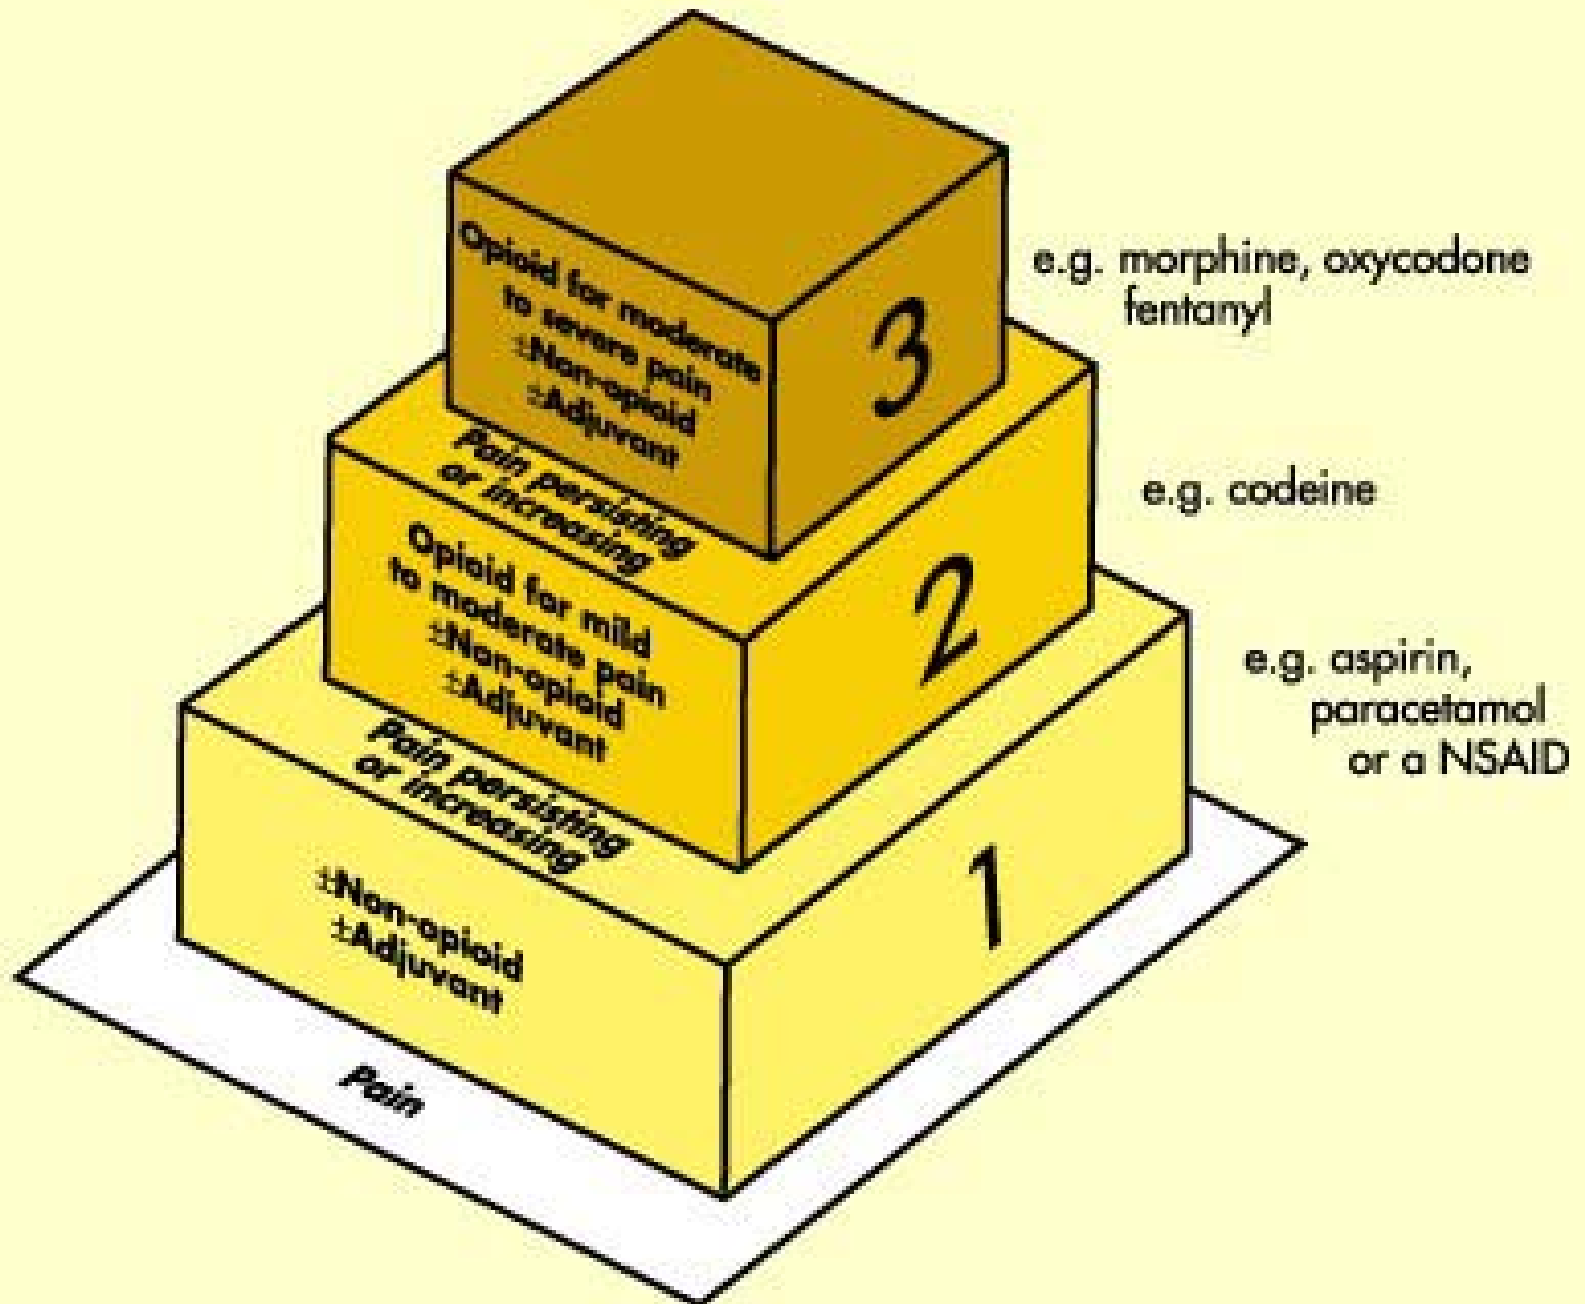 Opioid for moderate
to severe pain
±Non-opioid
±Adjuvant
3
e.g. morphine, oxycodone
fentanyl
Pain persisting
or increasing
Opioid for mild
to moderate pain
±Non-opioid
±Adjuvant
2
e.g. codeine
Pain persisting
or increasing
±Non-opioid
±Adjuvant
1
e.g. aspirin,
paracetamol
or a NSAID
Pain